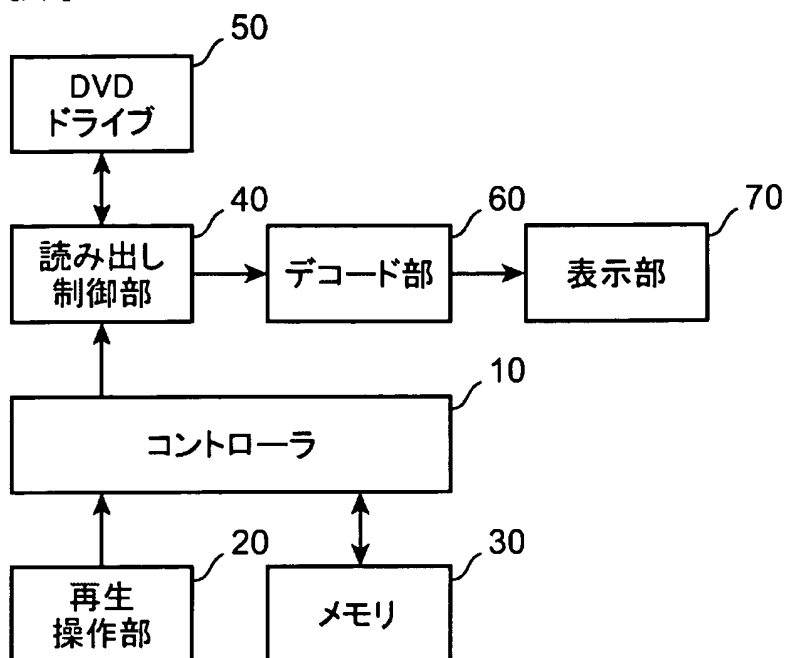 50
DVD
ドライブ
40
60
70
読み出し
制御部
デコード部
表示部
10
コントローラ
20
30
再生
操作部
メモリ